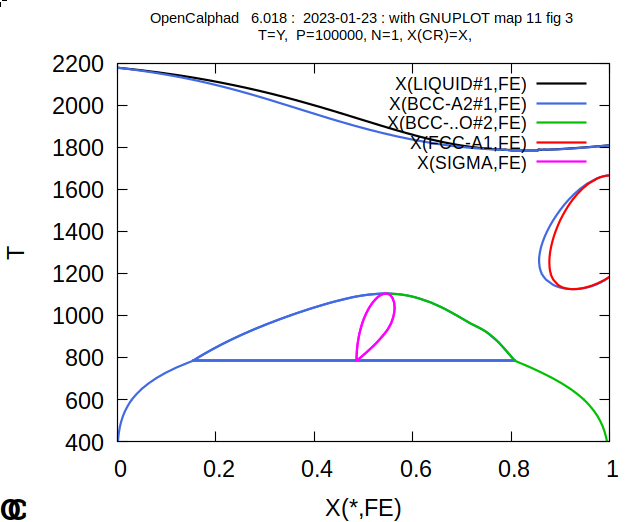 OpenCalphad 6.018 : 2023-01-23 : with GNUPLOT map 11 fig 3
T=Y, P=100000, N=1, X(CR)=X,
2200
2000
1800
1600
1400
1200
1000
800
600
400
T
X(LIQUID#1,FE)
X(BCC-A2#1,FE)
X(BCC-..O#2,FE)
X(FCC-A1,FE)
X(SIGMA,FE)
0 0.2 0.4 0.6 0.8 1
X(*,FE)
OC